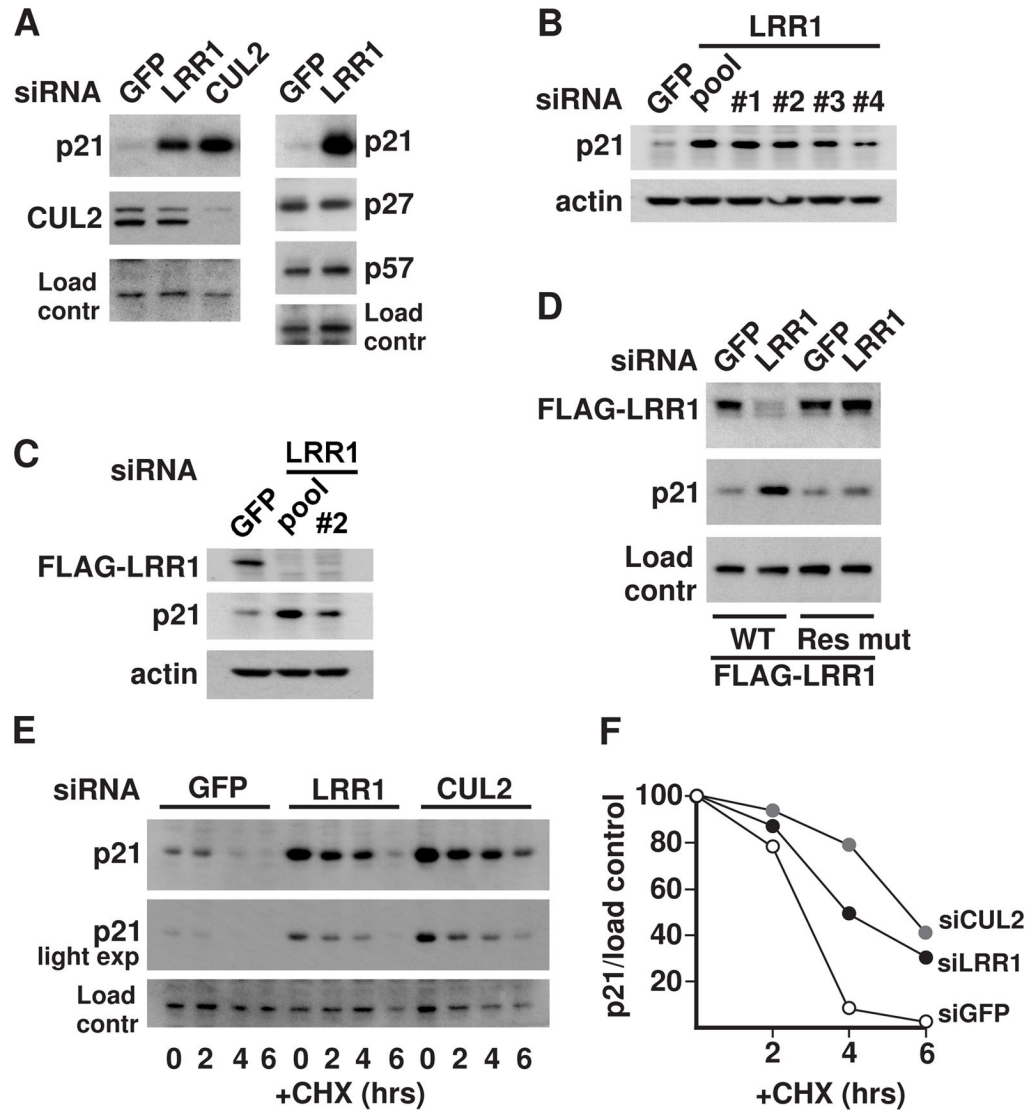 A
siRNA GFP LRR1 CUL2
p21
CUL2
Load
contr
GFP LRR1
p21
p27
p57
Load
contr
B
LRR1
siRNA GFP pool #1 #2 #3 #4
p21
actin
C
siRNA LRR1
GFP pool #2
FLAG-LRR1
p21
actin
D
siRNA GFP LRR1 GFP LRR1
FLAG-LRR1
p21
Load
contr
WT Res mut
FLAG-LRR1
E
siRNA GFP LRR1 CUL2
p21
p21
light exp
Load
contr
0 2 4 6 0 2 4 6 0 2 4 6
+CHX (hrs)
F
p21/load control
100
80
60
40
20
siCUL2
siLRR1
siGFP
2 4 6
+CHX (hrs)